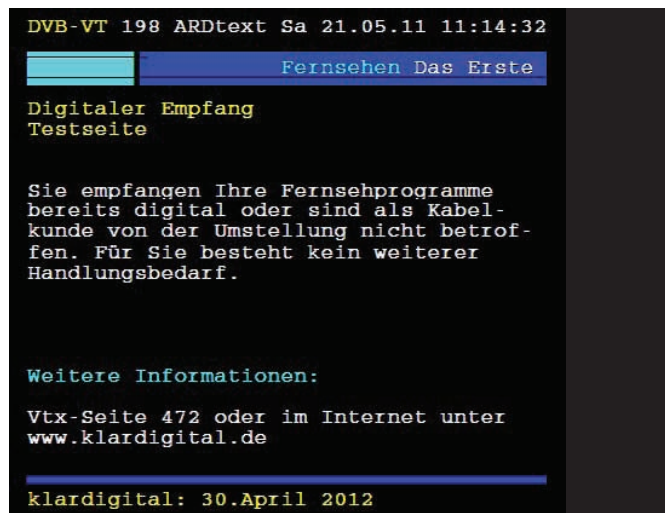 DVB-VT 198 ARDtext Sa 21.05.11 11:14:32
Fernsehen Das Erste
Digitaler Empfang
Testseite
Sie empfangen Ihre Fernsehprogramme
bereits digital oder sind als Kabel-
kunde von der Umstellung nicht betrof-
fen. Für Sie besteht kein weiterer
Handlungsbedarf.
Weitere Informationen:
Vtx-Seite 472 oder im Internet unter
www.klardigital.de
klardigital: 30.April 2012